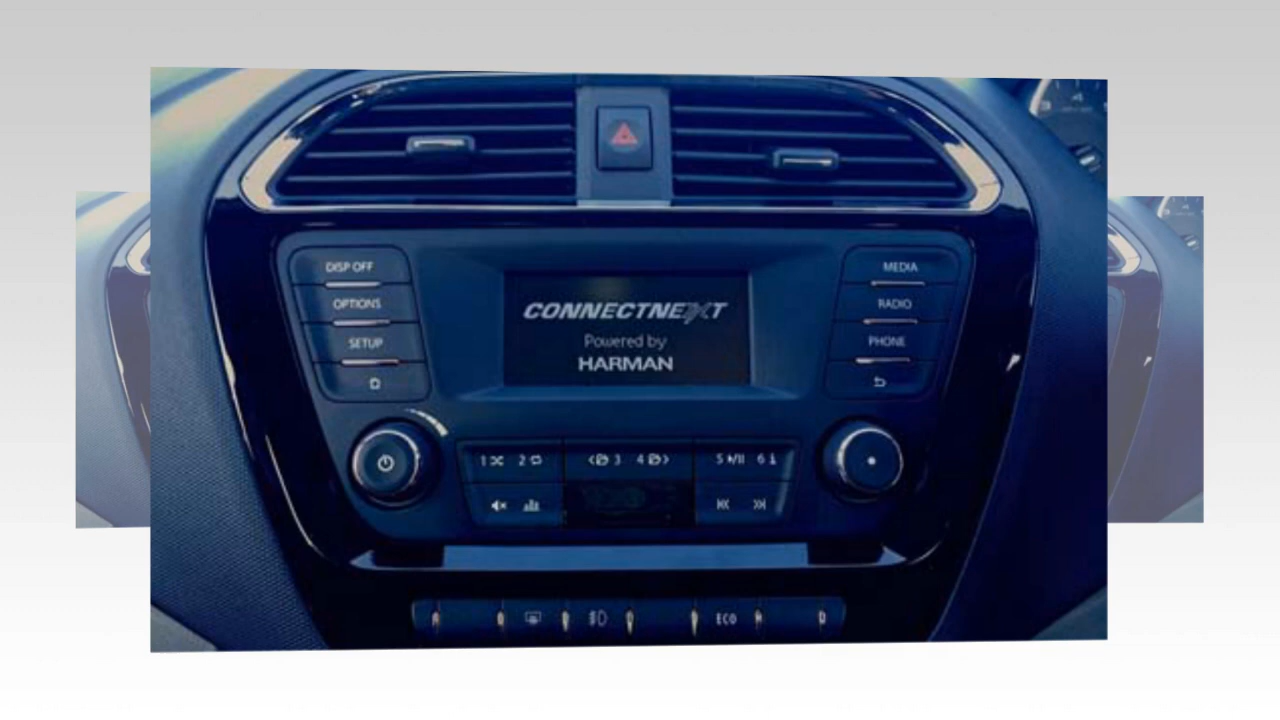 DISP OFF
OPTIONS
SETUP
CONNECTNEXT
Powered by
HARMAN
MEDIA
RADIO
PHONE
1 2
3 4
5 6
ECO